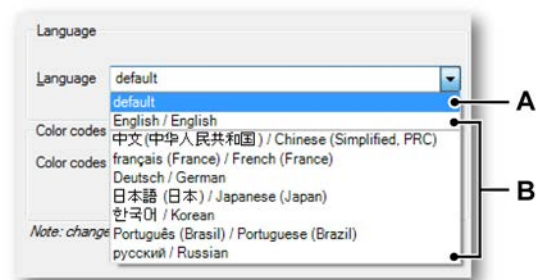 Language
Language default
default A
English / English
Color codes
中文(中华人民共和国) / Chinese (Simplified, PRC)
Color codes français (France) / French (France)
Deutsch / German
日本語 (日本) / Japanese (Japan) B
한국어 / Korean
Note: change Português (Brasil) / Portuguese (Brazil)
русский / Russian